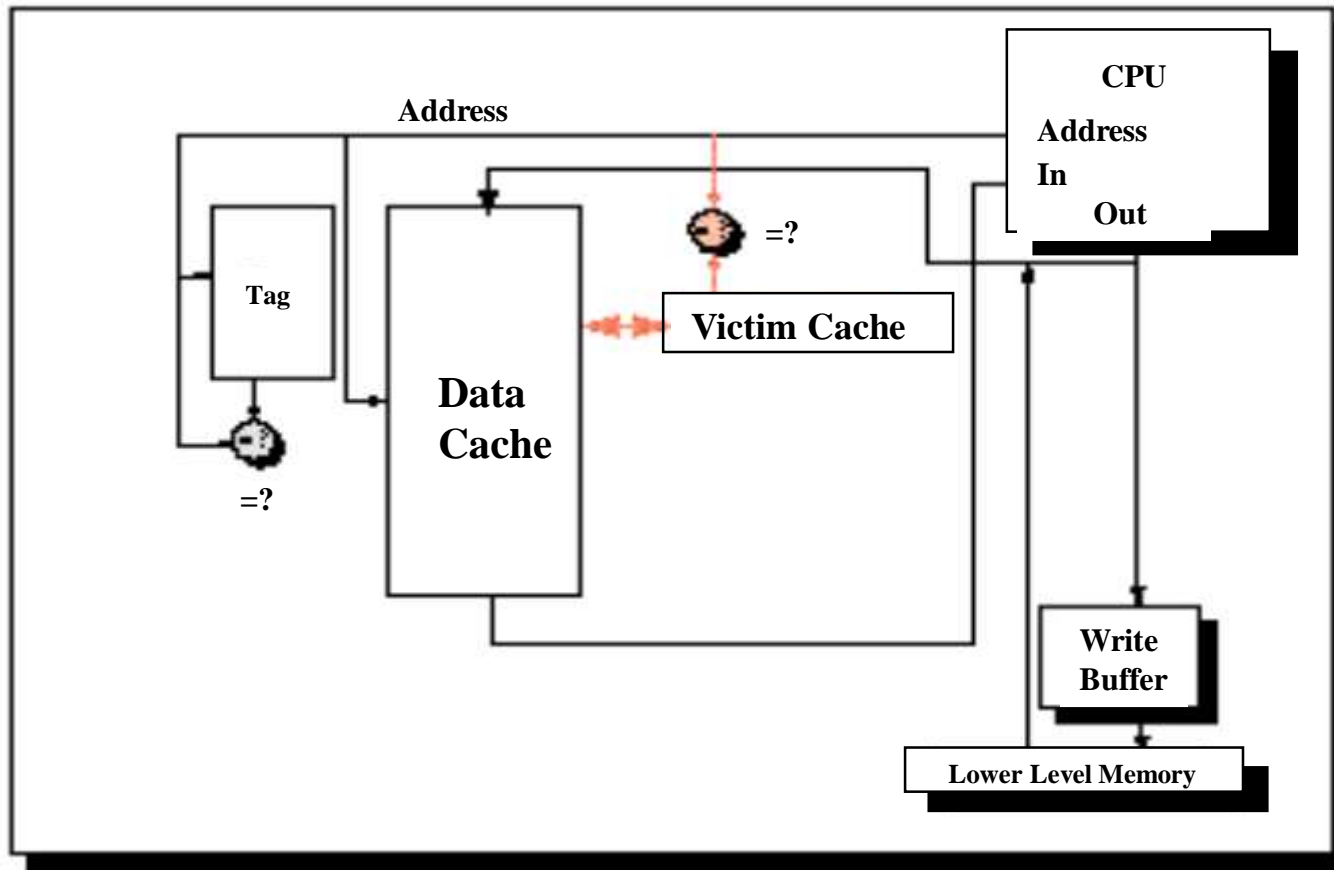 CPU
Address
Address
In
Out
=?
Tag
Victim Cache
Data
Cache
=?
Write
Buffer
Lower Level Memory